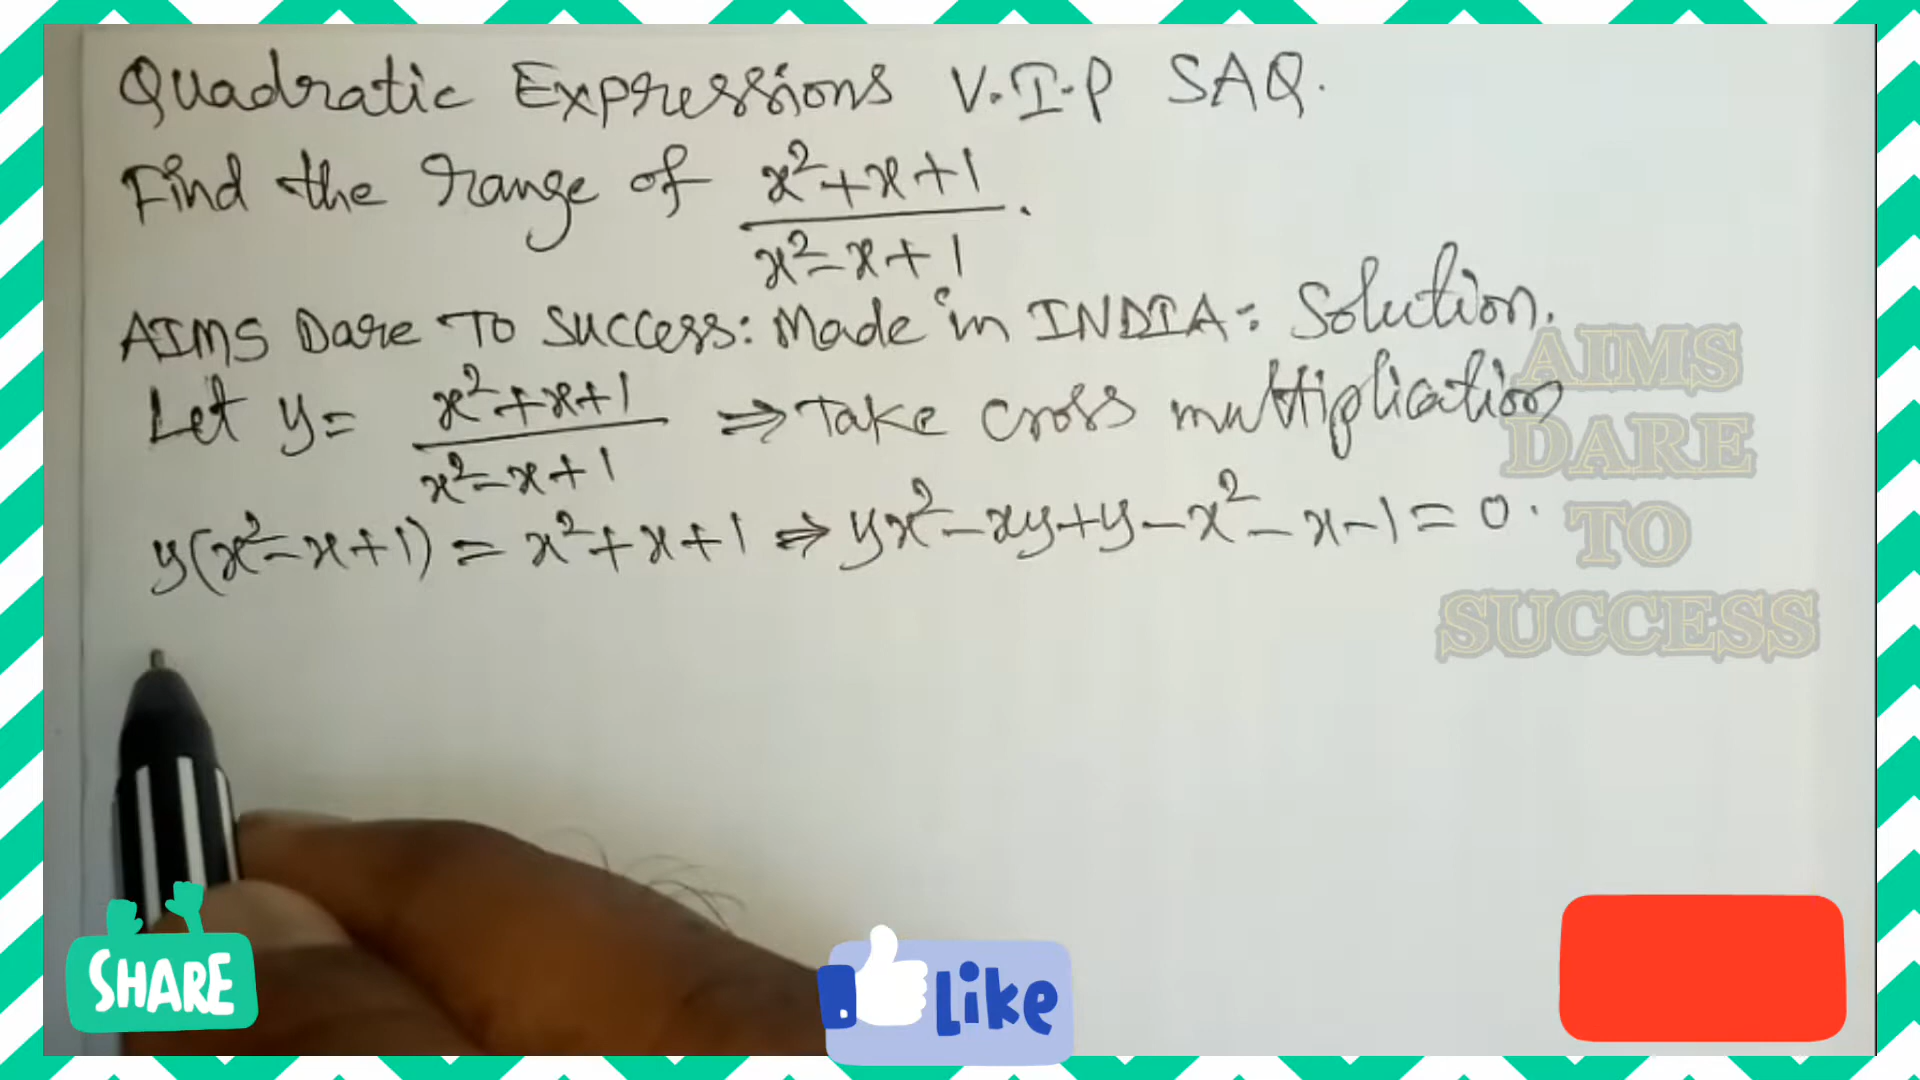 Quadratic Expressions V.I.P SAQ.
Find the range of x²+x+1 / x²-x+1 .
AIMS Dare To Success: Made in INDIA: Solution.
Let y = x²+x+1 / x²-x+1 ⇒ Take cross multiplication
y(x²-x+1) = x²+x+1 ⇒ yx²-xy+y-x²-x-1=0.
AIMS
DARE
TO
SUCCESS
SHARE
Like